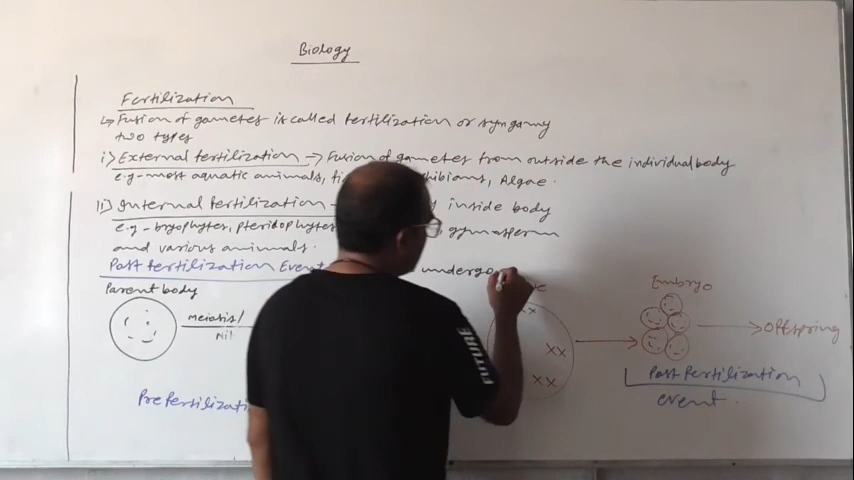 Biology
Fertilization
↳ Fusion of gametes is called fertilization or syngamy
two types
i) External fertilization → Fusion of gametes from outside the individual body
e.g - most aquatic animals, Algae.
ii) Internal fertilization inside body
e.g - bryophytes, pteridophytes gymnosperm
and various animals.
Post fertilization Event undergo
Parent body
meiosis/
Nil
xx
xx
Embryo
offspring
Pre fertilizati
Post fertilization
event.
FUTURE